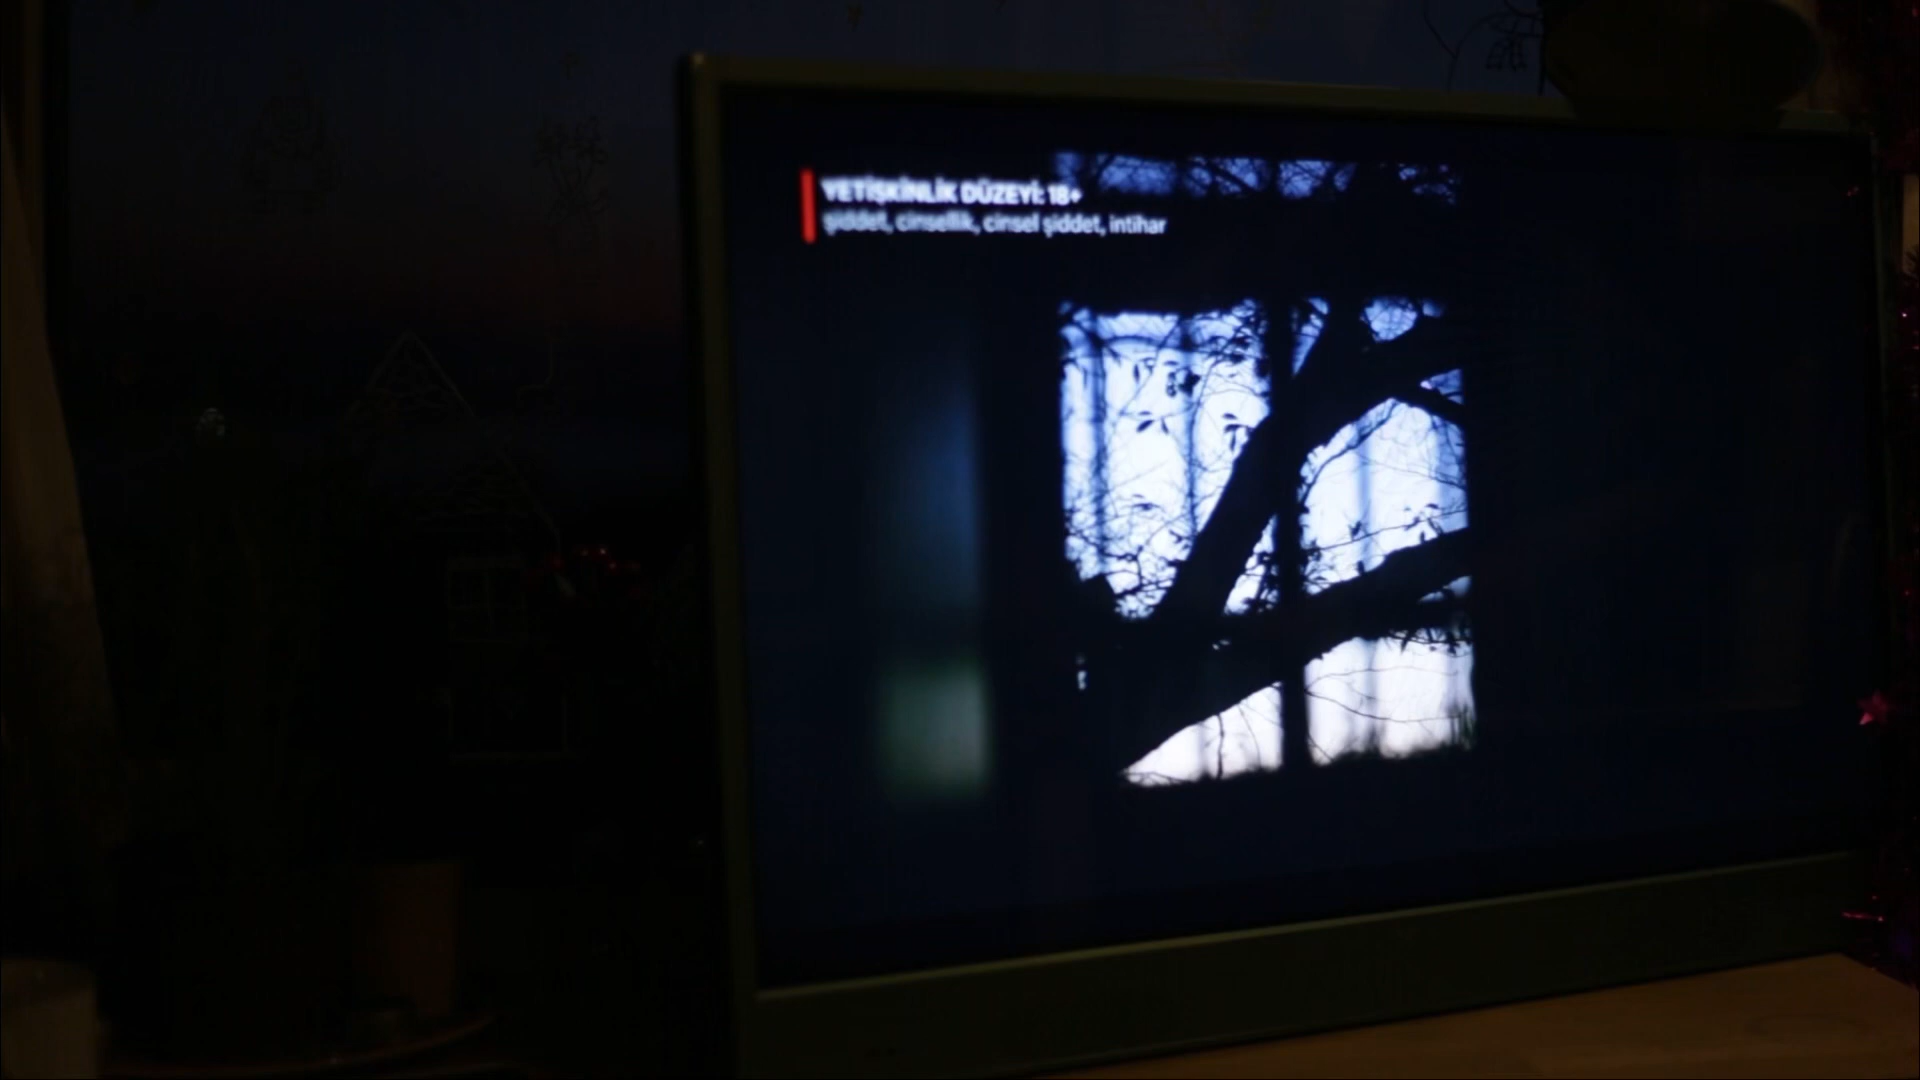 YETİŞKİNLİK DÜZEYİ: 18+
şiddet, cinsellik, cinsel şiddet, intihar